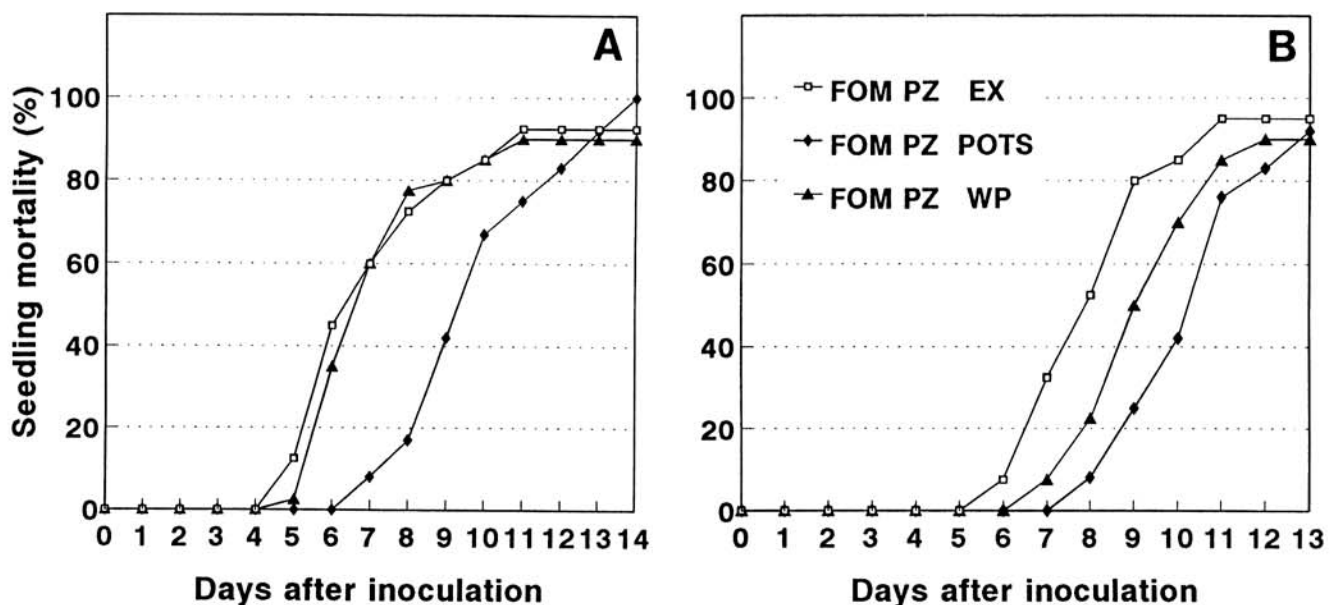 A
B
Seedling mortality (%)
100
80
60
40
20
0
0 1 2 3 4 5 6 7 8 9 10 11 12 13 14
Days after inoculation
FOM PZ EX
FOM PZ POTS
FOM PZ WP
100
80
60
40
20
0
0 1 2 3 4 5 6 7 8 9 10 11 12 13
Days after inoculation